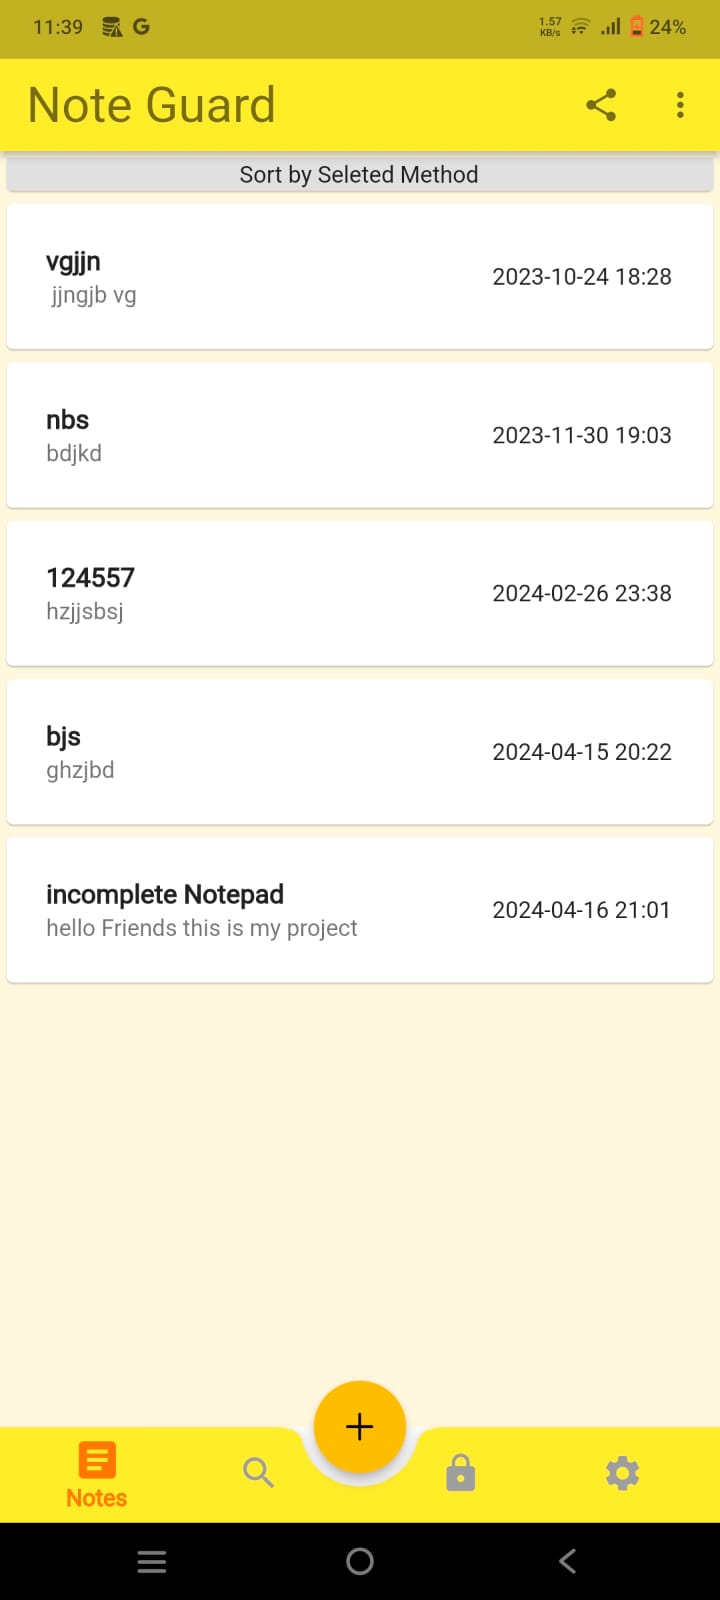 11:39 G 1.57 KB/s 24%
Note Guard
Sort by Seleted Method
vgjjn
jjngjb vg
2023-10-24 18:28
nbs
bdjkd
2023-11-30 19:03
124557
hzjjsbsj
2024-02-26 23:38
bjs
ghzjbd
2024-04-15 20:22
incomplete Notepad
hello Friends this is my project
2024-04-16 21:01
Notes